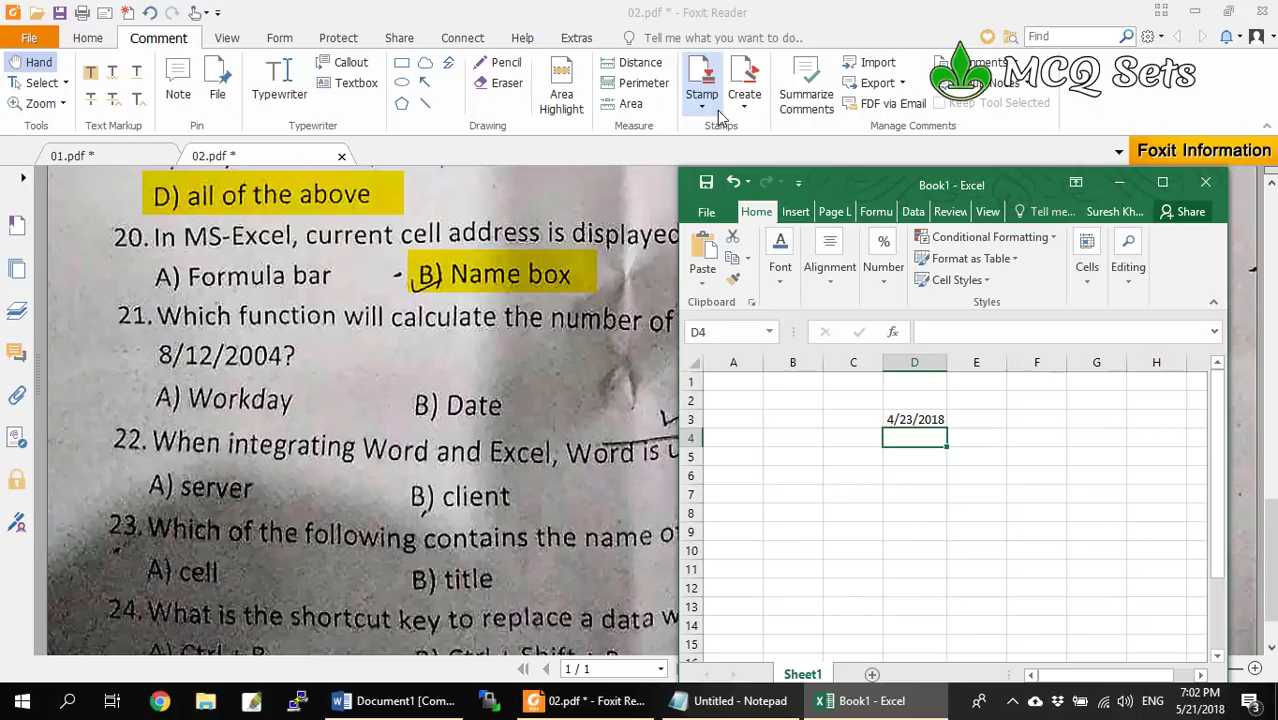 02.pdf * - Foxit Reader
File Home Comment View Form Protect Share Connect Help Extras Tell me what you want to do.. Find
Hand
Select
Zoom
Tools
Text Markup
Note
File
Pin
Typewriter
Callout
Textbox
Typewriter
Pencil
Eraser
Drawing
Area
Highlight
Distance
Perimeter
Area
Measure
Stamp
Create
Stamps
Summarize
Comments
Import
Export
FDF via Email
Keep Tool Selected
Manage Comments
MCQ Sets
01.pdf *
02.pdf *
Foxit Information
D) all of the above
20. In MS-Excel, current cell address is displayed
A) Formula bar B) Name box
21. Which function will calculate the number of
8/12/2004?
A) Workday B) Date
22. When integrating Word and Excel, Word is u
A) server B) client
23. Which of the following contains the name of
A) cell B) title
24. What is the shortcut key to replace a data w
1 / 1
Book1 - Excel
File Home Insert Page L Formu Data Review View Tell me... Suresh Kh... Share
Paste
Clipboard
Font
Alignment
Number
Conditional Formatting
Format as Table
Cell Styles
Styles
Cells
Editing
D4
fx
A B C D E F G H
1
2
3 4/23/2018
4
5
6
7
8
9
10
11
12
13
14
15
Sheet1
Document1 [Com...
02.pdf * - Foxit Re...
Untitled - Notepad
Book1 - Excel
ENG
7:02 PM
5/21/2018
3